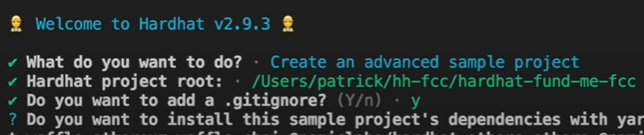 👷 Welcome to Hardhat v2.9.3 👷
✔ What do you want to do? · Create an advanced sample project
✔ Hardhat project root: · /Users/patrick/hh-fcc/hardhat-fund-me-fcc
✔ Do you want to add a .gitignore? (Y/n) · y
? Do you want to install this sample project's dependencies with